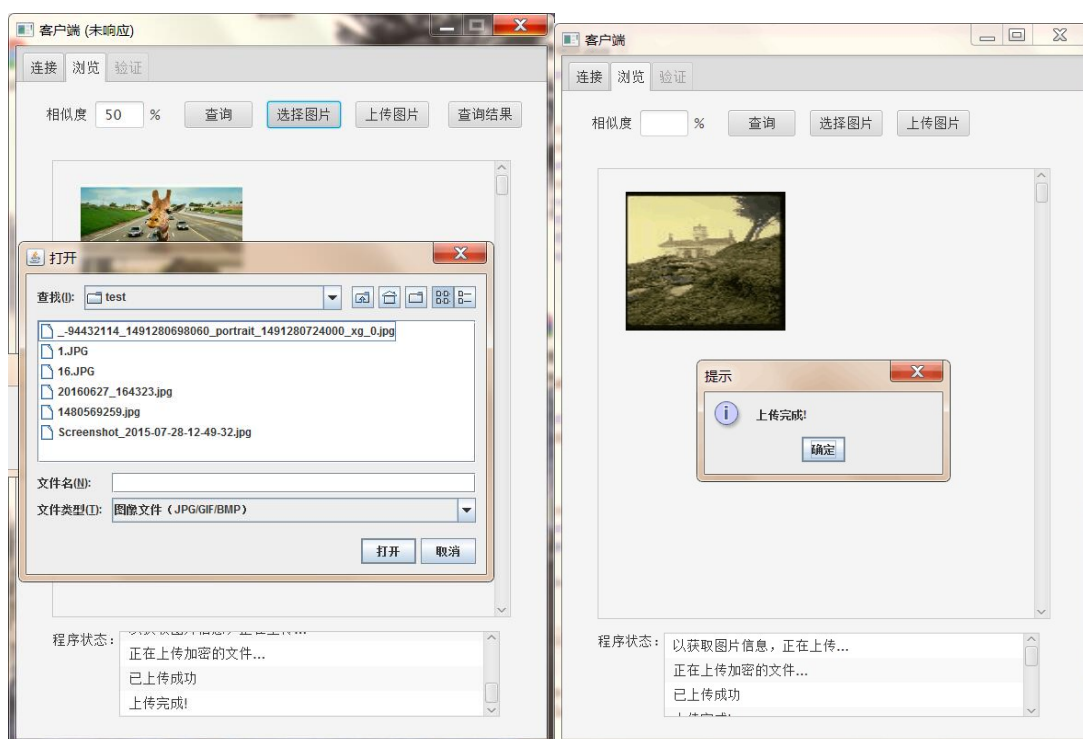 客户端 (未响应)
连接 浏览 验证
相似度 50 % 查询 选择图片 上传图片 查询结果
打开
查找(I): test
_-94432114_1491280698060_portrait_1491280724000_xg_0.jpg
1.JPG
16.JPG
20160627_164323.jpg
1480569259.jpg
Screenshot_2015-07-28-12-49-32.jpg
文件名(N):
文件类型(T): 图像文件 (JPG/GIF/BMP)
打开 取消
程序状态:
正在上传加密的文件...
已上传成功
上传完成!
客户端
连接 浏览 验证
相似度 % 查询 选择图片 上传图片
提示
上传完成!
确定
程序状态: 以获取图片信息，正在上传...
正在上传加密的文件...
已上传成功